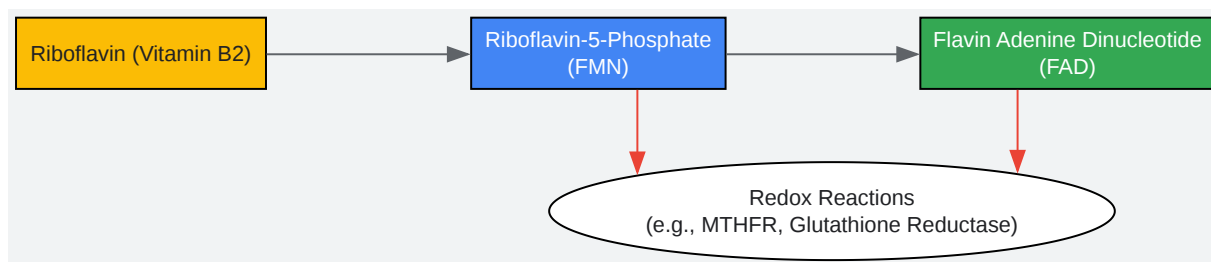 Riboflavin (Vitamin B2)
Riboflavin-5-Phosphate
(FMN)
Flavin Adenine Dinucleotide
(FAD)
Redox Reactions
(e.g., MTHFR, Glutathione Reductase)